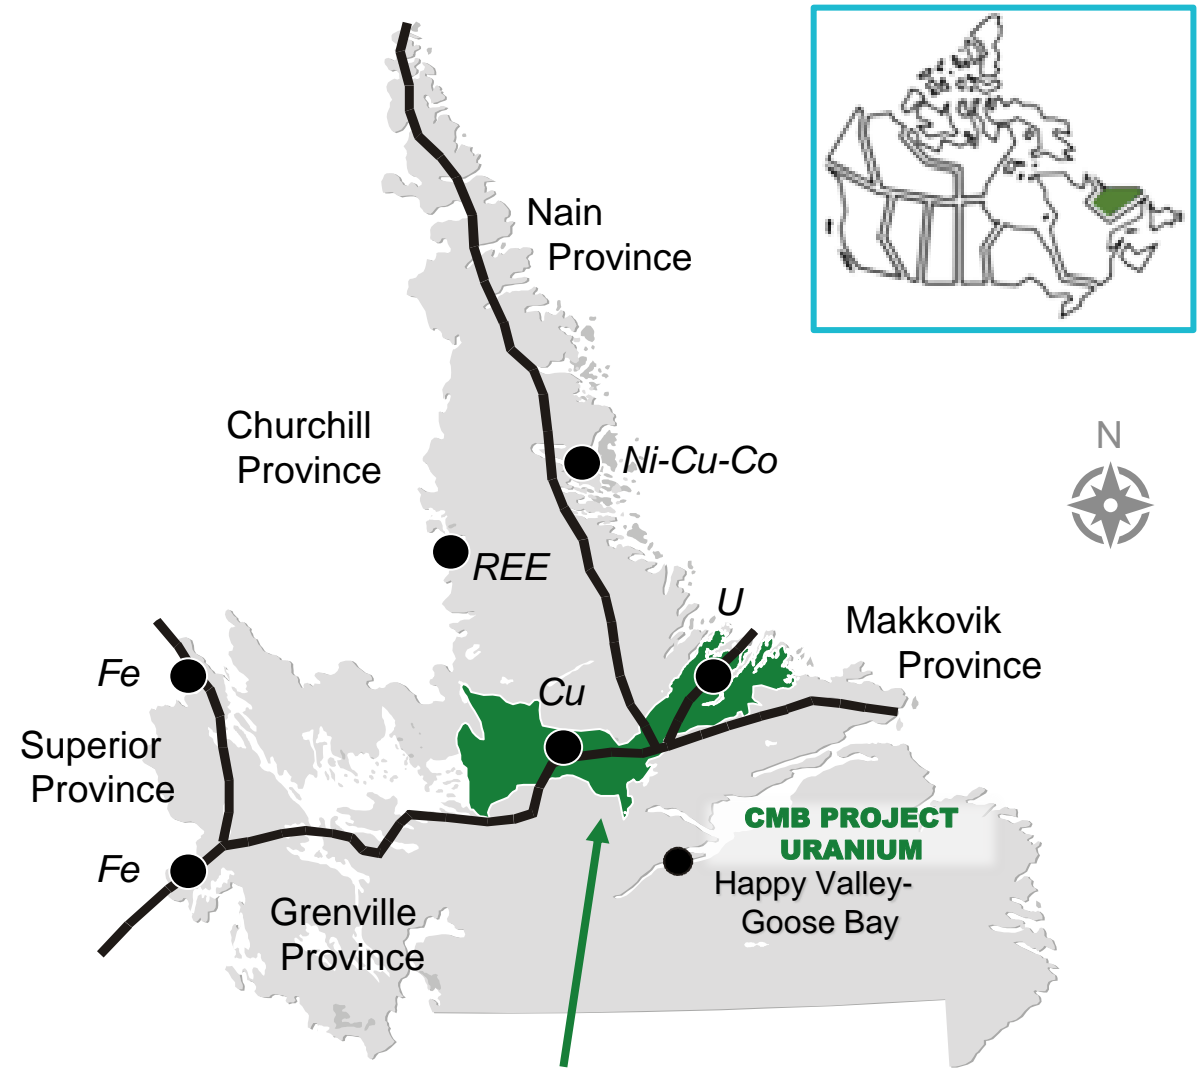 Nain
Province
N
Churchill
Province
Ni-Cu-Co
REE
U
Makkovik
Province
Fe
Cu
Superior
Province
CMB PROJECT
URANIUM
Fe
Happy Valley-
Goose Bay
Grenville
Province